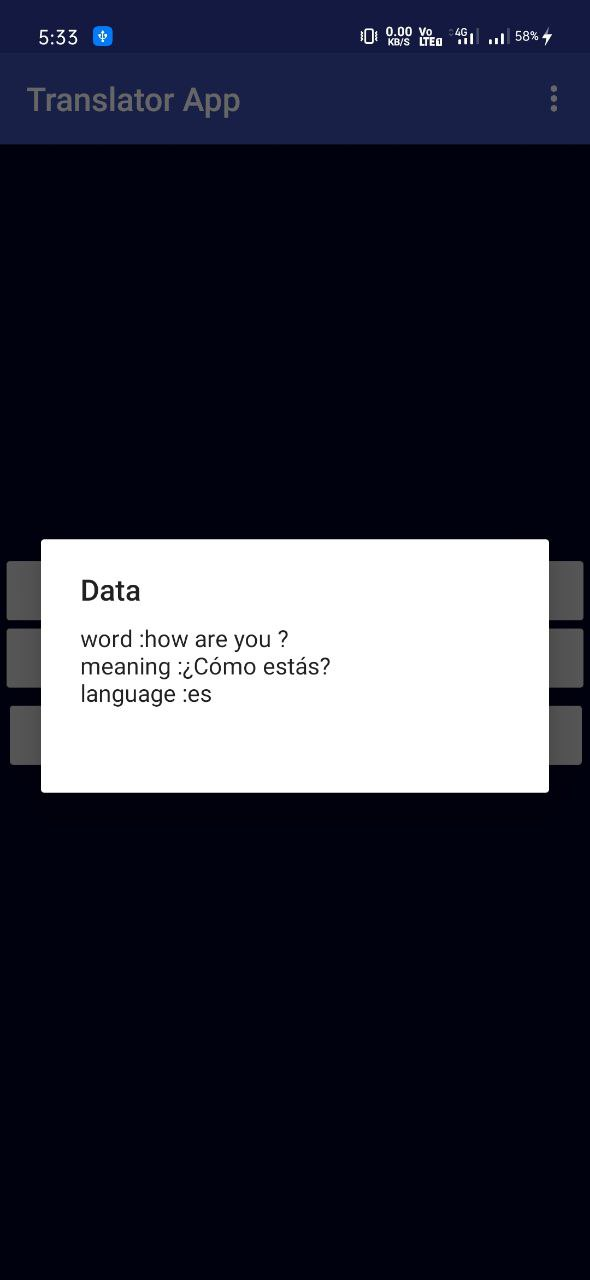 5:33
0.00
KB/S
Vo
LTE1
4G
58%
Translator App
Data
word :how are you ?
meaning :¿Cómo estás?
language :es